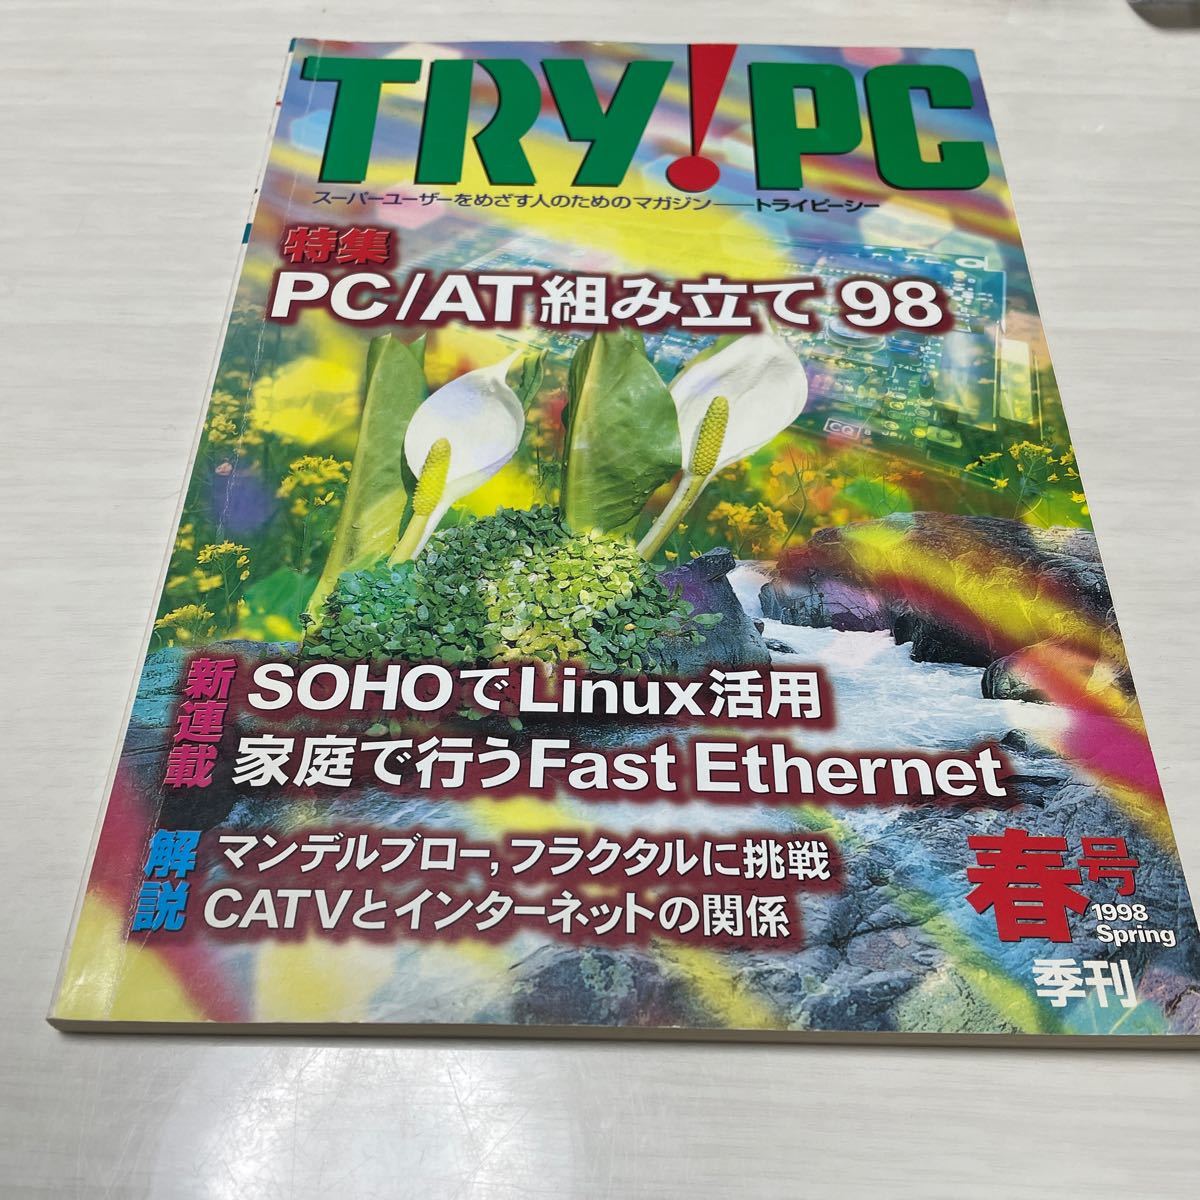 TRY!PC
スーパーユーザーをめざす人のためのマガジン——トライピーシー
特集
PC/AT組み立て 98
CQ
新連載
SOHOでLinux活用
家庭で行うFast Ethernet
解説
マンデルブロー,フラクタルに挑戦
CATVとインターネットの関係
春号
1998
Spring
季刊